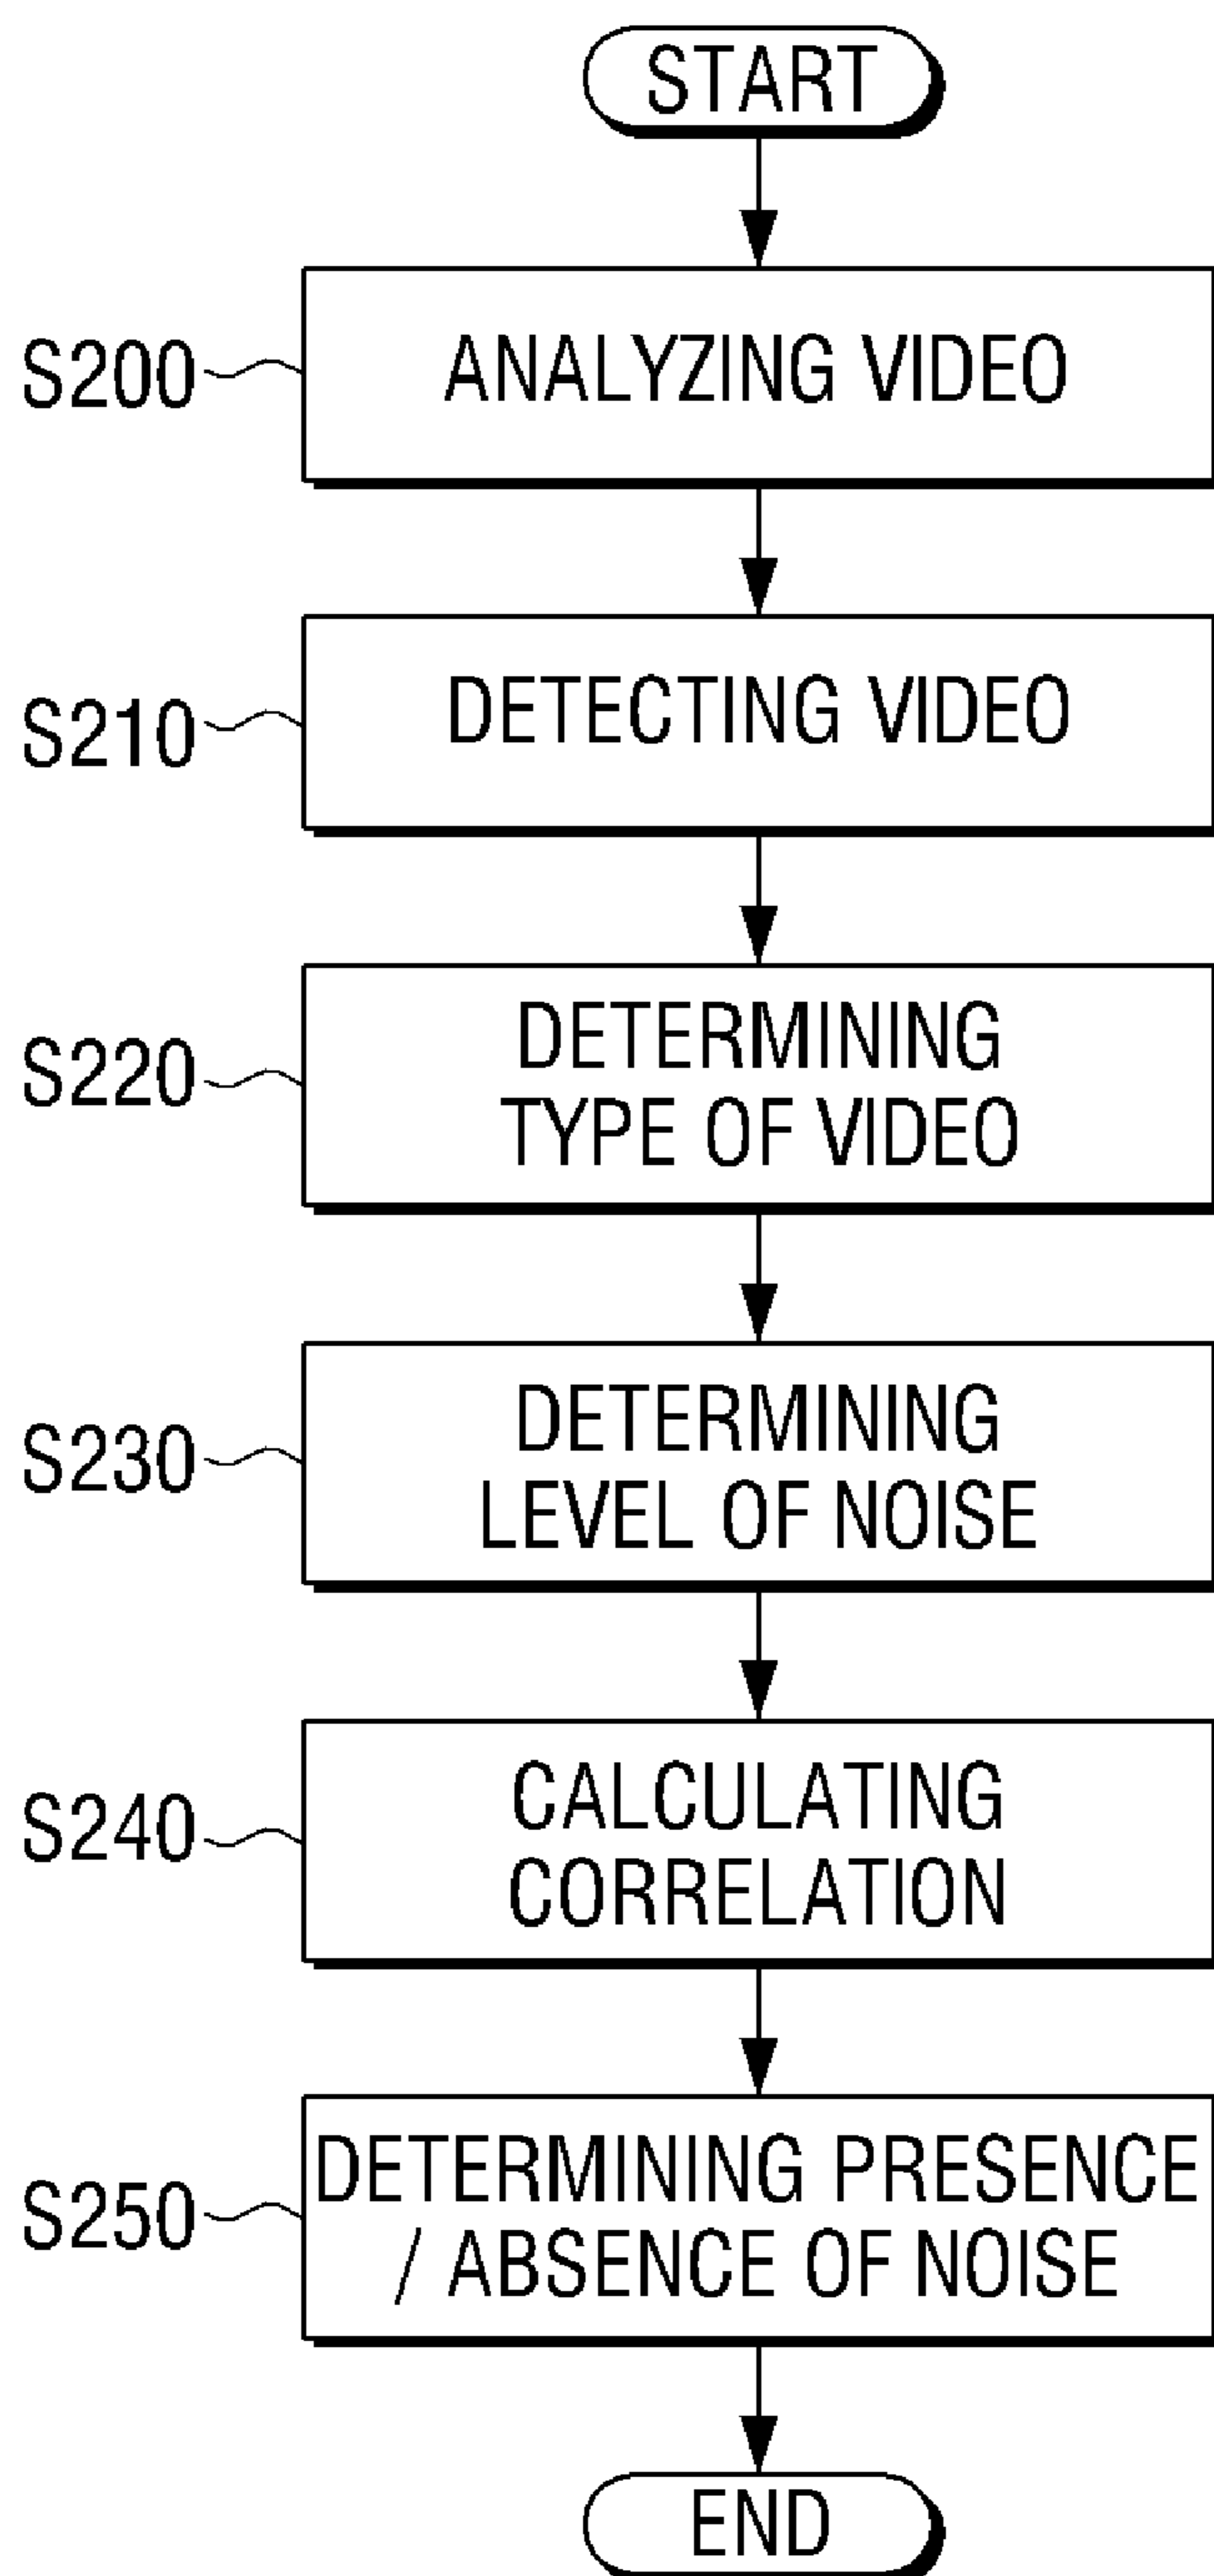 START
S200
ANALYZING VIDEO
S210
DETECTING VIDEO
S220
DETERMINING
TYPE OF VIDEO
S230
DETERMINING
LEVEL OF NOISE
S240
CALCULATING
CORRELATION
S250
DETERMINING PRESENCE
/ ABSENCE OF NOISE
END